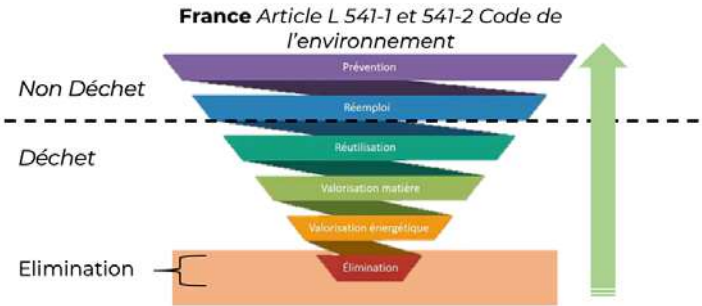 France Article L 541-1 et 541-2 Code de
l'environnement
Prévention
Non Déchet
Réemploi
Réutilisation
Déchet
Valorisation matière
Valorisation énergétique
Elimination
Élimination